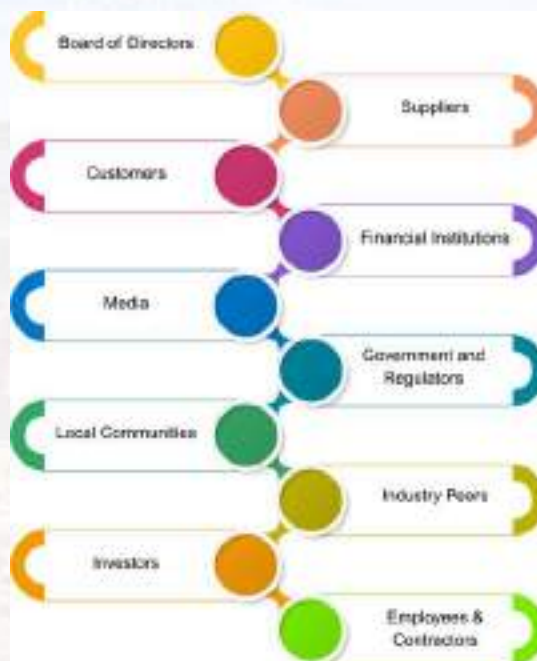 Board of Directors
Suppliers
Customers
Financial Institutions
Media
Government and
Regulators
Local Communities
Industry Peers
Investors
Employees &
Contractors